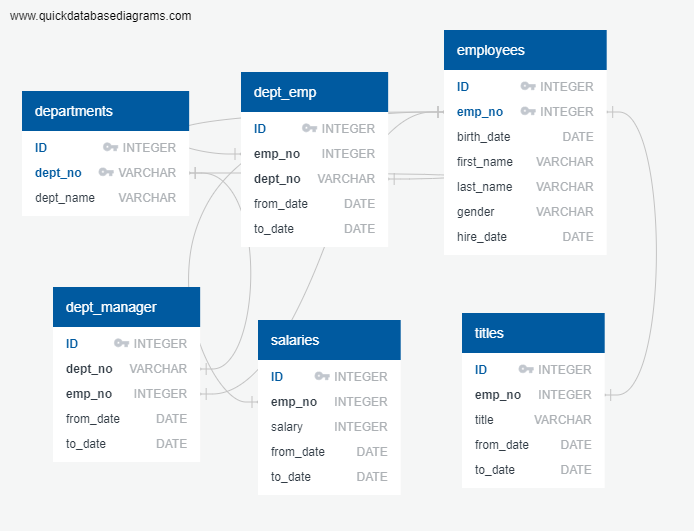 www.quickdatabasediagrams.com
departments
ID INTEGER
dept_no VARCHAR
dept_name VARCHAR
dept_emp
ID INTEGER
emp_no INTEGER
dept_no VARCHAR
from_date DATE
to_date DATE
employees
ID INTEGER
emp_no INTEGER
birth_date DATE
first_name VARCHAR
last_name VARCHAR
gender VARCHAR
hire_date DATE
dept_manager
ID INTEGER
dept_no VARCHAR
emp_no INTEGER
from_date DATE
to_date DATE
salaries
ID INTEGER
emp_no INTEGER
salary INTEGER
from_date DATE
to_date DATE
titles
ID INTEGER
emp_no INTEGER
title VARCHAR
from_date DATE
to_date DATE